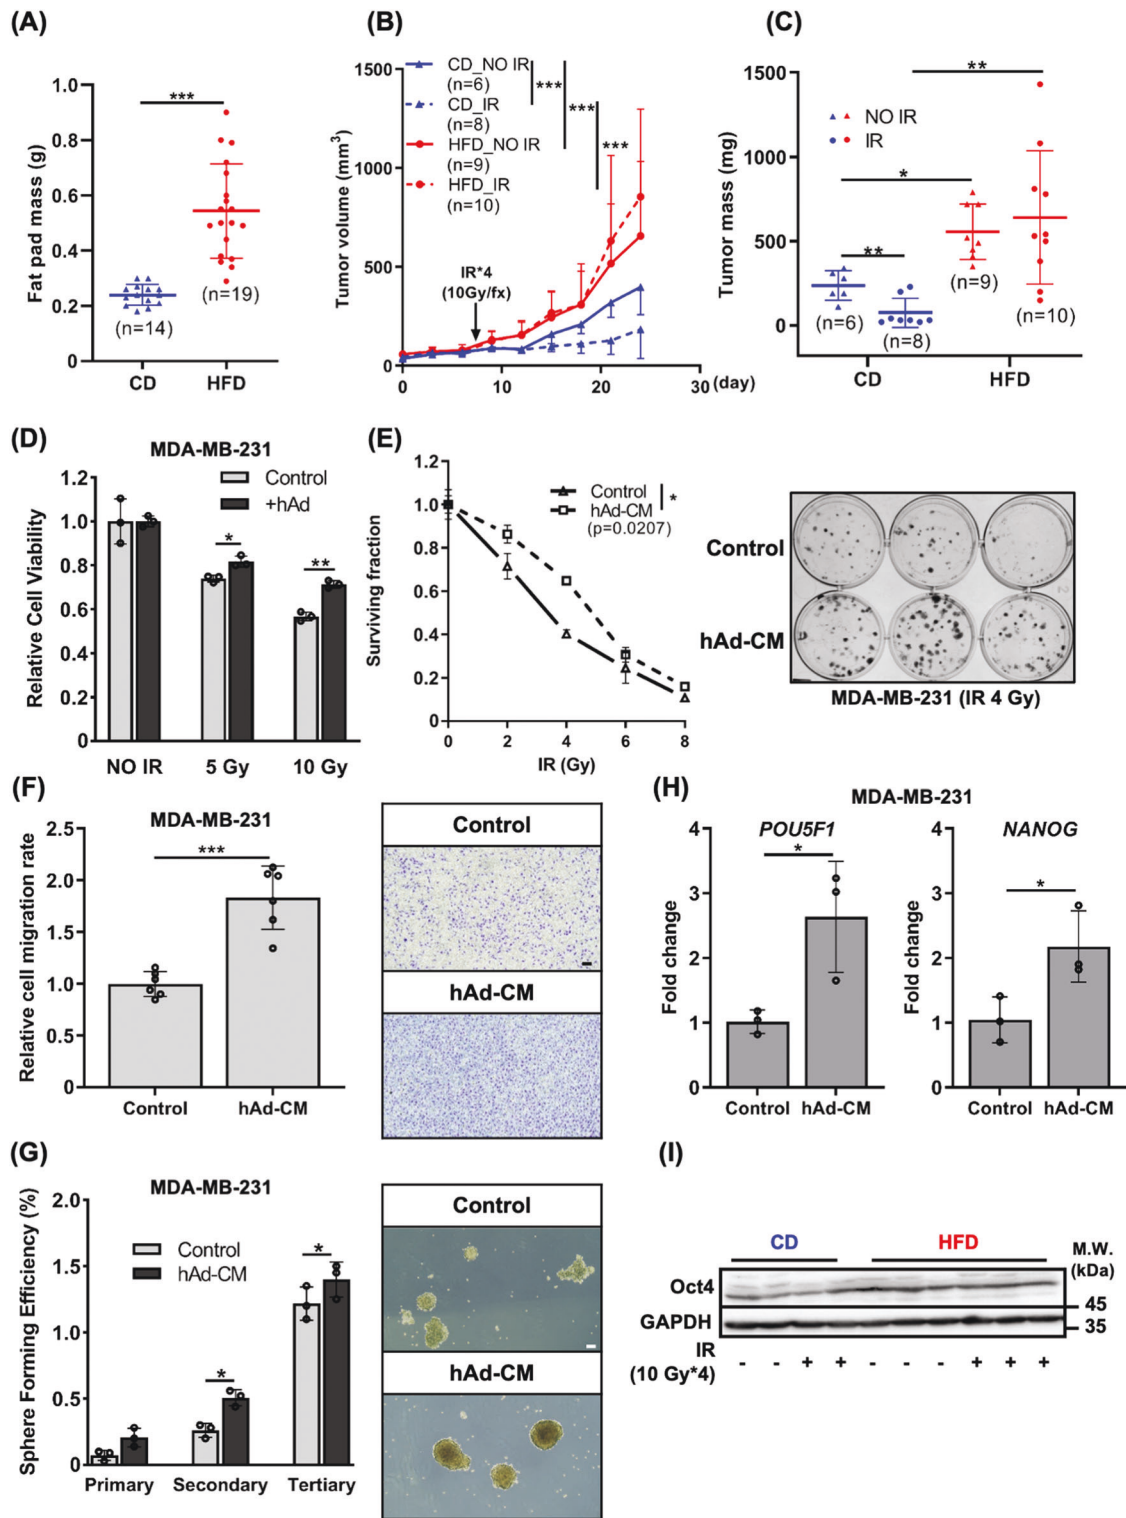 (A)
Fat pad mass (g)
1.0
0.8
0.6
0.4
0.2
0
***
(n=14)
(n=19)
CD
HFD
(B)
Tumor volume (mm³)
1500
1000
500
0
CD_NO IR
(n=6)
CD_IR
(n=8)
HFD_NO IR
(n=9)
HFD_IR
(n=10)
***
***
***
IR*4
(10Gy/fx)
0
10
20
30
(day)
(C)
Tumor mass (mg)
1500
1000
500
0
NO IR
IR
**
*
**
(n=6)
(n=8)
(n=9)
(n=10)
CD
HFD
(D)
MDA-MB-231
Relative Cell Viability
1.2
1.0
0.8
0.6
0.4
0.2
0
Control
+hAd
*
**
NO IR
5 Gy
10 Gy
(E)
Surviving fraction
1.2
1.0
0.8
0.6
0.4
0.2
0
Control
hAd-CM
*
(p=0.0207)
0
2
4
6
8
IR (Gy)
Control
hAd-CM
MDA-MB-231 (IR 4 Gy)
(F)
MDA-MB-231
Relative cell migration rate
2.5
2.0
1.5
1.0
0.5
0
***
Control
hAd-CM
Control
hAd-CM
(H)
MDA-MB-231
POU5F1
Fold change
4
3
2
1
0
*
Control
hAd-CM
NANOG
Fold change
4
3
2
1
0
*
Control
hAd-CM
(G)
MDA-MB-231
Sphere Forming Efficiency (%)
2.0
1.5
1.0
0.5
0
Control
hAd-CM
*
*
Primary
Secondary
Tertiary
Control
hAd-CM
(I)
CD
HFD
M.W.
(kDa)
Oct4
45
GAPDH
35
IR
(10 Gy*4)
- - + + - - - + + +